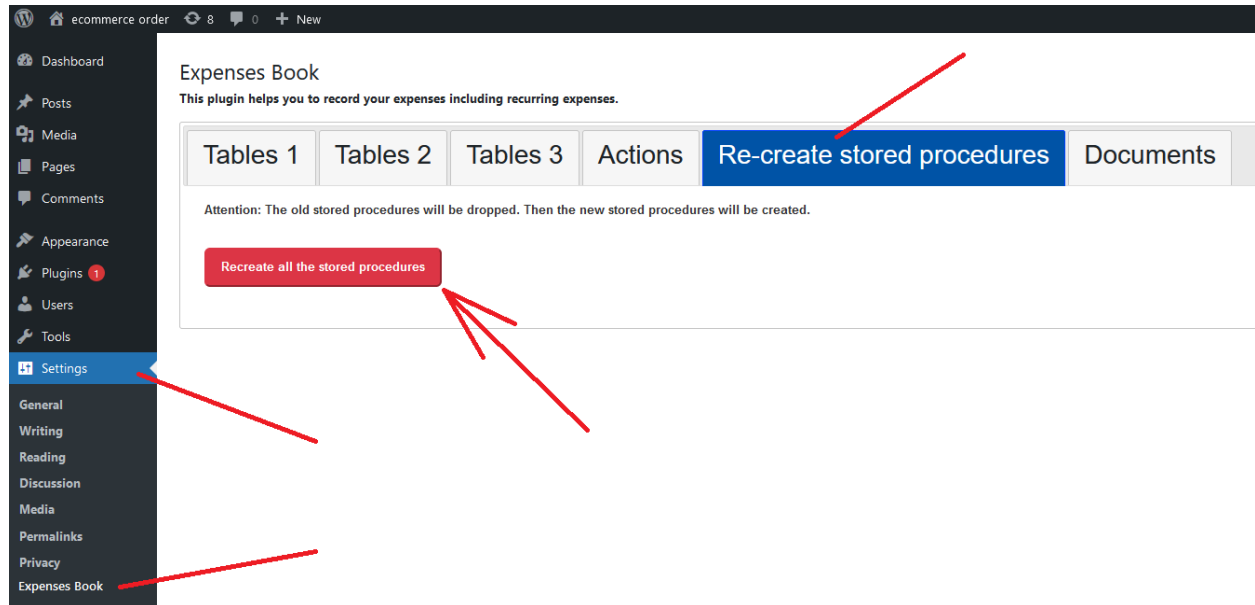 ecommerce order 8 0 New
Dashboard
Posts
Media
Pages
Comments
Appearance
Plugins 1
Users
Tools
Settings
General
Writing
Reading
Discussion
Media
Permalinks
Privacy
Expenses Book
Expenses Book
This plugin helps you to record your expenses including recurring expenses.
Tables 1 Tables 2 Tables 3 Actions Re-create stored procedures Documents
Attention: The old stored procedures will be dropped. Then the new stored procedures will be created.
Recreate all the stored procedures